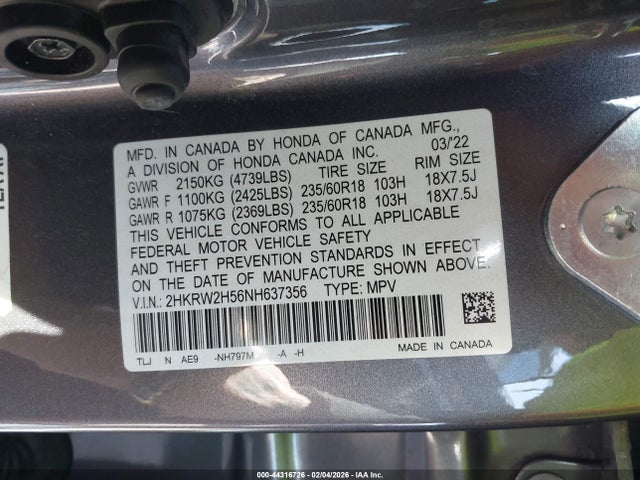 MFD. IN CANADA BY HONDA OF CANADA MFG.,
A DIVISION OF HONDA CANADA INC. 03/'22
GVWR 2150KG (4739LBS) TIRE SIZE RIM SIZE
GAWR F 1100KG (2425LBS) 235/60R18 103H 18X7.5J
GAWR R 1075KG (2369LBS) 235/60R18 103H 18X7.5J
THIS VEHICLE CONFORMS TO ALL APPLICABLE
FEDERAL MOTOR VEHICLE SAFETY
AND THEFT PREVENTION STANDARDS IN EFFECT
ON THE DATE OF MANUFACTURE SHOWN ABOVE.
V.I.N.: 2HKRW2H56NH637356 TYPE: MPV
TLJ N AE9 -NH797M -A -H MADE IN CANADA
000-44316726 - 02/04/2026 - IAA Inc.